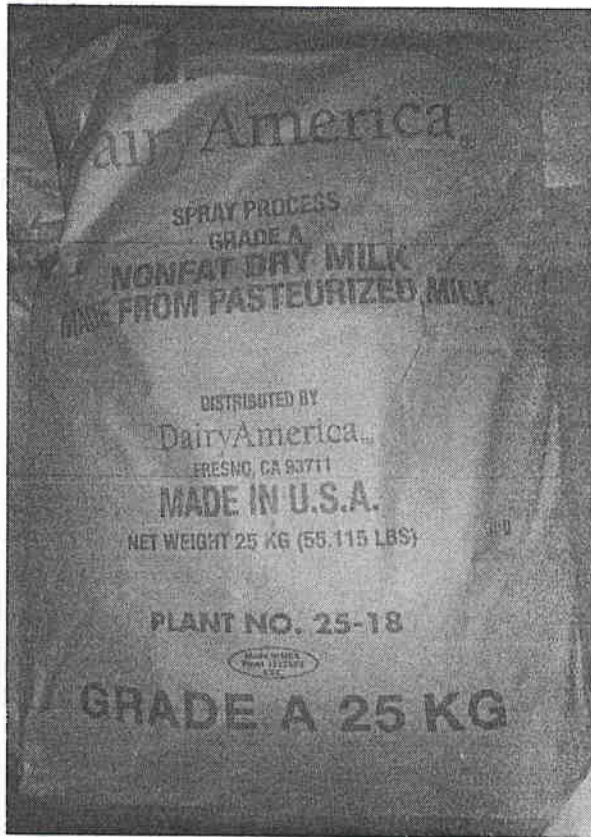 DairyAmerica
SPRAY PROCESS
GRADE A
NONFAT DRY MILK
MADE FROM PASTEURIZED MILK
DISTRIBUTED BY
DairyAmerica
FRESNO, CA 93711
MADE IN U.S.A.
NET WEIGHT 25 KG (55.115 LBS)
PLANT NO. 25-18
GRADE A 25 KG